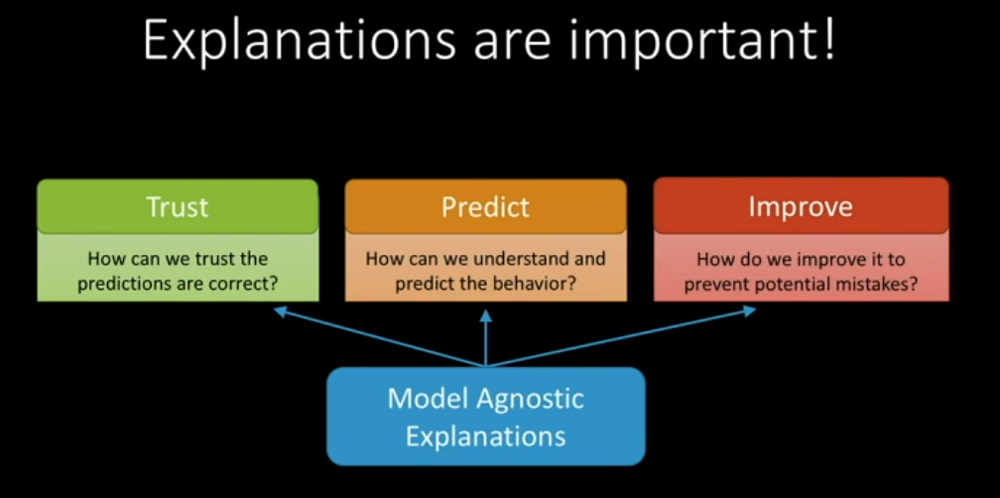 Explanations are important!
Trust
How can we trust the
predictions are correct?
Predict
How can we understand and
predict the behavior?
Improve
How do we improve it to
prevent potential mistakes?
Model Agnostic
Explanations